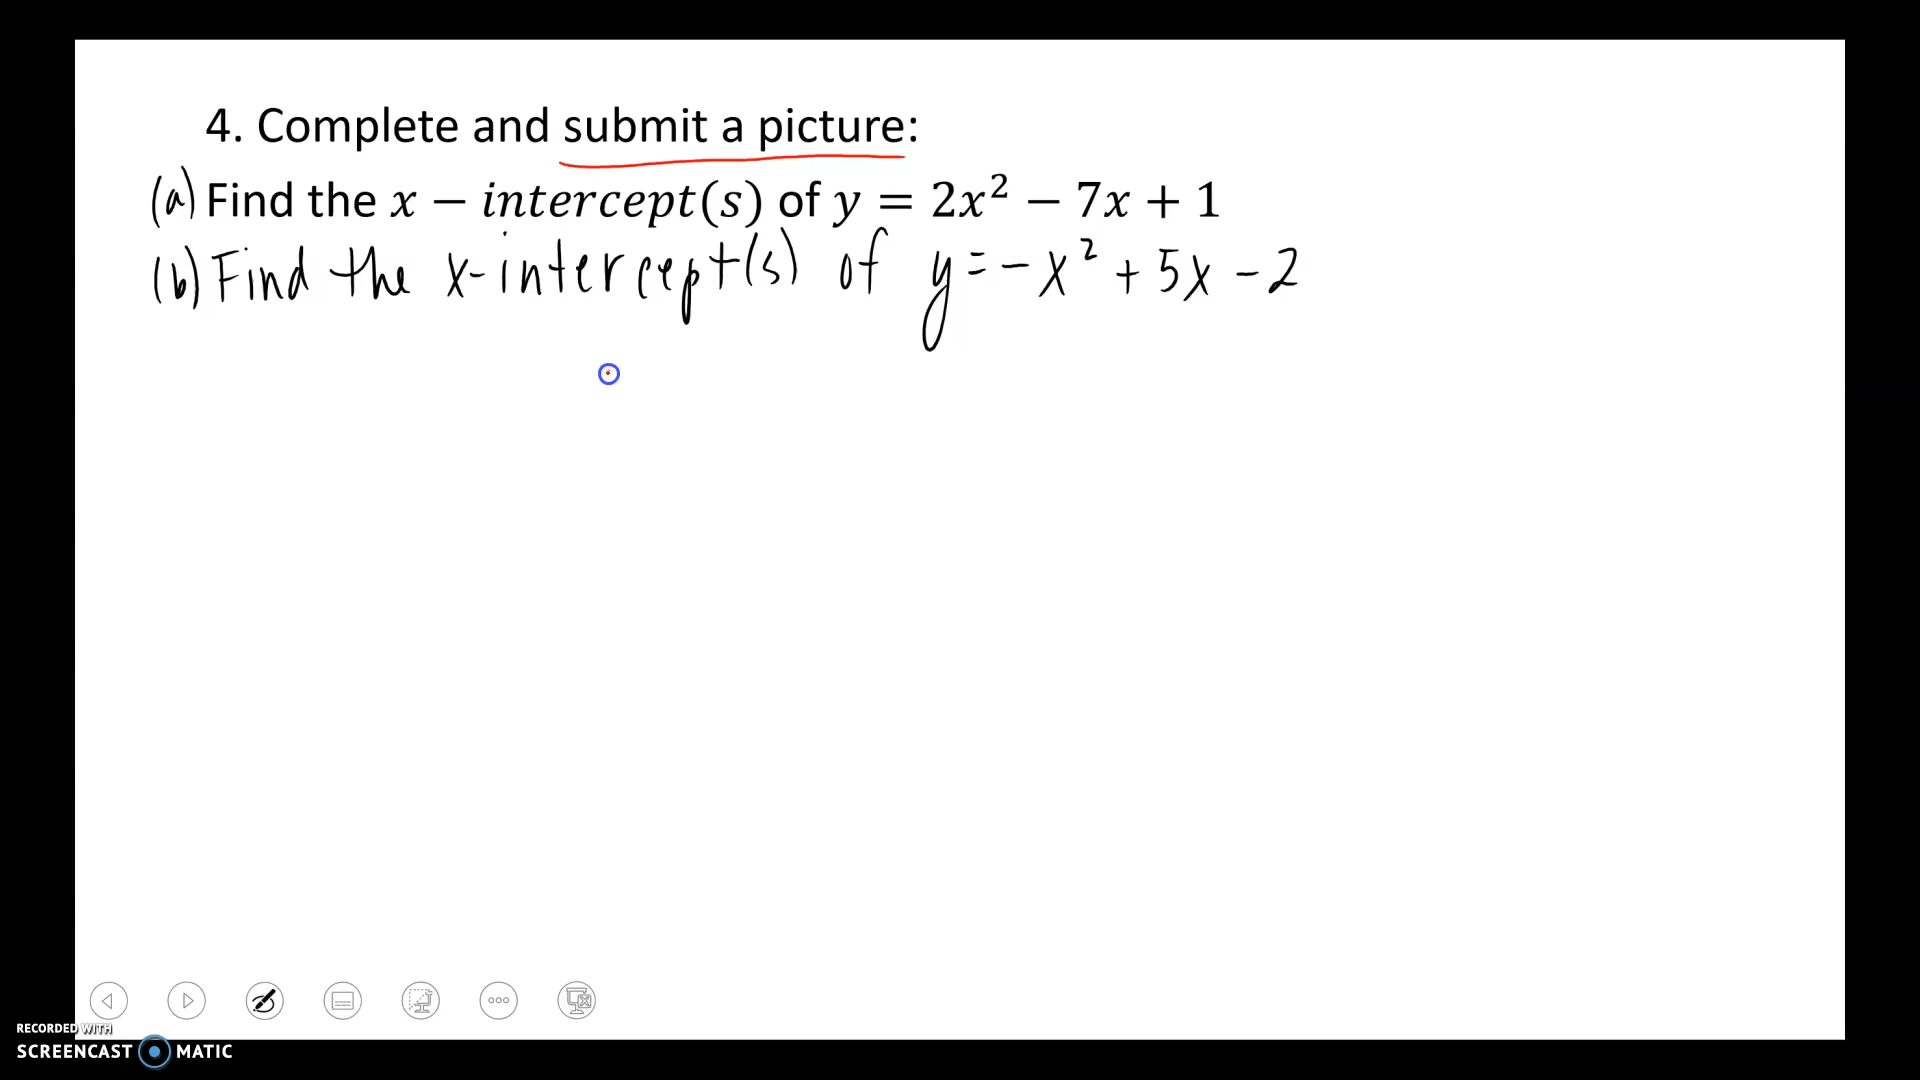 4. Complete and submit a picture:
(a) Find the x − intercept(s) of y = 2x² − 7x + 1
(b) Find the x-intercept(s) of y = -x² + 5x - 2
RECORDED WITH
SCREENCAST MATIC